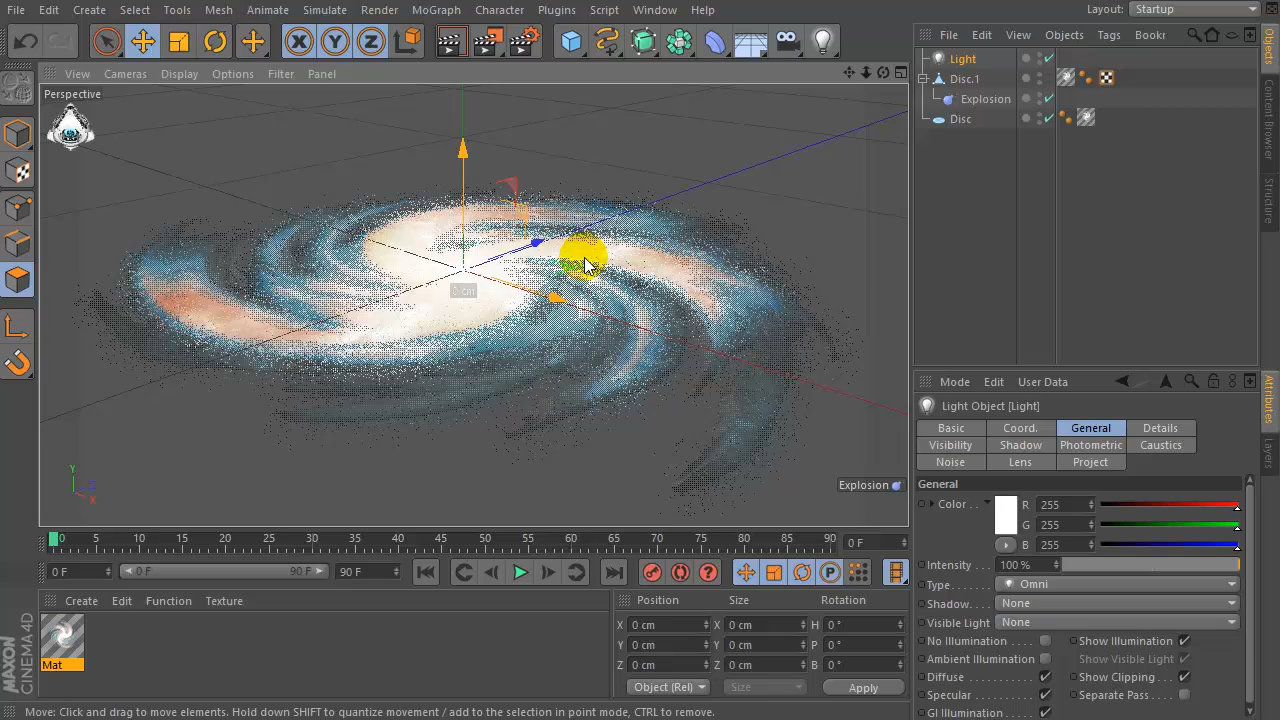 File Edit Create Select Tools Mesh Animate Simulate Render MoGraph Character Plugins Script Window Help Layout: Startup
View Cameras Display Options Filter Panel
Perspective
0 cm
Explosion
File Edit View Objects Tags Bookr
Light
Disc.1
Explosion
Disc
Objects
Content Browser
Structure
Mode Edit User Data
Attributes
Layers
Light Object [Light]
Basic Coord. General Details
Visibility Shadow Photometric Caustics
Noise Lens Project
General
Color . . R 255
G 255
B 255
Intensity 100 %
Type Omni
Shadow None
Visible Light None
No Illumination Show Illumination
Ambient Illumination Show Visible Light
Diffuse Show Clipping
Specular Separate Pass
GI Illumination
0 5 10 15 20 25 30 35 40 45 50 55 60 65 70 75 80 85 90 0 F
0 F 0 F 90 F 90 F
Create Edit Function Texture
Mat
Position Size Rotation
X 0 cm X 0 cm H 0 °
Y 0 cm Y 0 cm P 0 °
Z 0 cm Z 0 cm B 0 °
Object (Rel) Size Apply
Y
Z
X
MAXON
CINEMA 4D
Move: Click and drag to move elements. Hold down SHIFT to quantize movement / add to the selection in point mode, CTRL to remove.